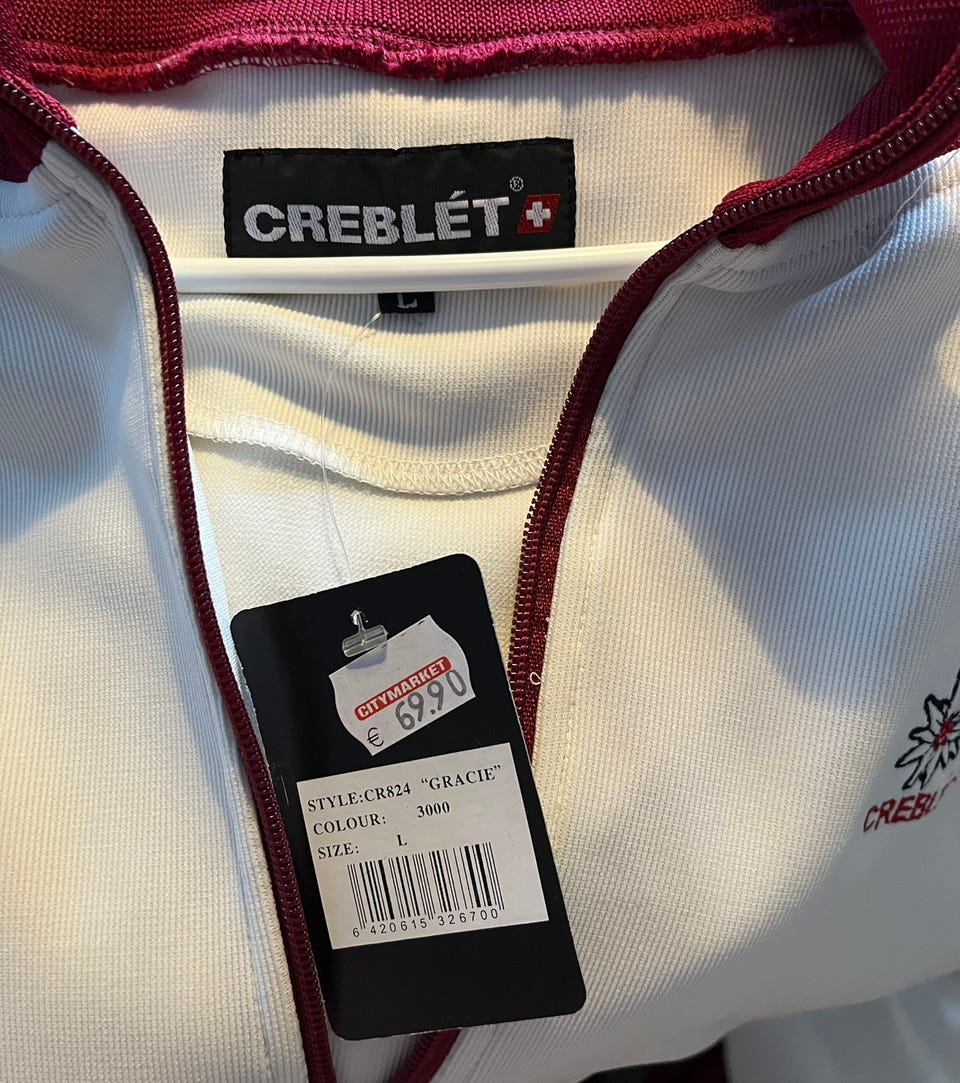 CREBLÉT®
L
CITYMARKET
€ 69.90
STYLE:CR824 “GRACIE”
COLOUR: 3000
SIZE: L
6 420615 326700